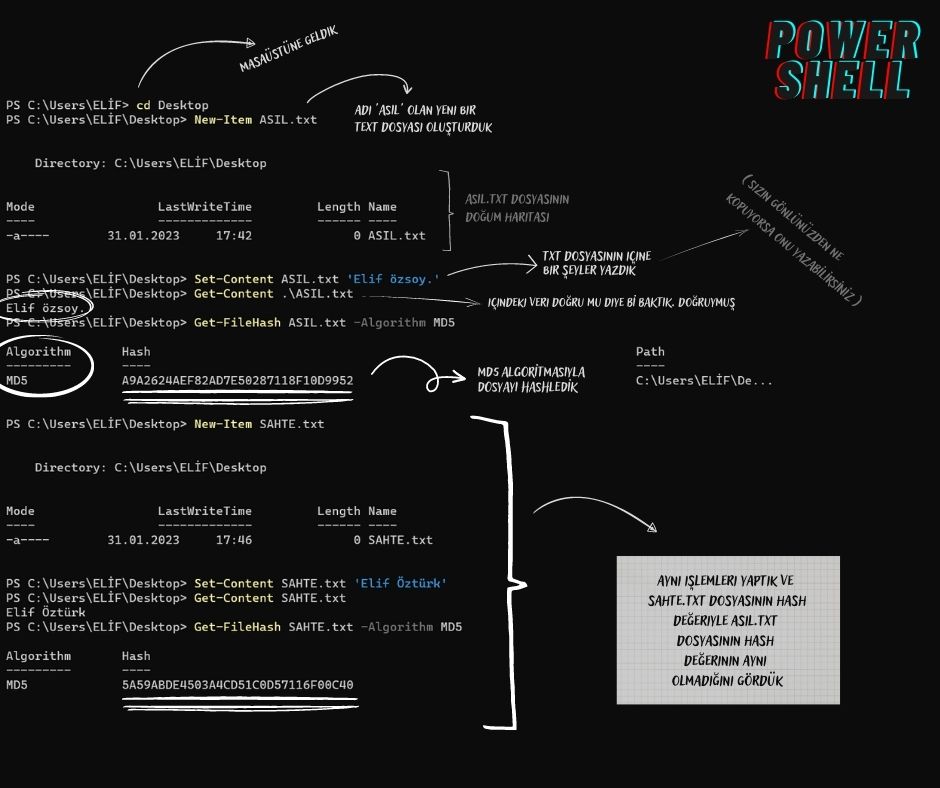 POWER
SHELL
MASAÜSTÜNE GELDIK
PS C:\Users\ELİF> cd Desktop
PS C:\Users\ELİF\Desktop> New-Item ASIL.txt
ADI 'ASIL' OLAN YENI BIR
TEXT DOSYASI OLUŞTURDUK
Directory: C:\Users\ELİF\Desktop
Mode LastWriteTime Length Name
---- ------------- ------ ----
-a---- 31.01.2023 17:42 0 ASIL.txt
ASIL.TXT DOSYASININ
DOĞUM HARITASI
( SIZIN GÖNLÜNÜZDEN NE
KOPUYORSA ONU YAZABILIRSINIZ )
TXT DOSYASININ IÇINE
BIR ŞEYLER YAZDIK
PS C:\Users\ELİF\Desktop> Set-Content ASIL.txt 'Elif özsoy.'
PS C:\Users\ELİF\Desktop> Get-Content .\ASIL.txt
IÇINDEKI VERI DOĞRU MU DIYE BI BAKTIK. DOĞRUYMUŞ
Elif özsoy.
PS C:\Users\ELİF\Desktop> Get-FileHash ASIL.txt -Algorithm MD5
Algorithm Hash Path
--------- ---- ----
MD5 A9A2624AEF82AD7E50287118F10D9952 C:\Users\ELİF\De...
MD5 ALGORİTMASIYLA
DOSYAYI HASHLEDİK
PS C:\Users\ELİF\Desktop> New-Item SAHTE.txt
Directory: C:\Users\ELİF\Desktop
Mode LastWriteTime Length Name
---- ------------- ------ ----
-a---- 31.01.2023 17:46 0 SAHTE.txt
PS C:\Users\ELİF\Desktop> Set-Content SAHTE.txt 'Elif Öztürk'
PS C:\Users\ELİF\Desktop> Get-Content SAHTE.txt
Elif Öztürk
PS C:\Users\ELİF\Desktop> Get-FileHash SAHTE.txt -Algorithm MD5
Algorithm Hash
--------- ----
MD5 5A59ABDE4503A4CD51C0D57116F00C40
AYNI IŞLEMLERI YAPTIK VE
SAHTE.TXT DOSYASININ HASH
DEĞERIYLE ASIL.TXT
DOSYASININ HASH
DEĞERININ AYNI
OLMADIĞINI GÖRDÜK